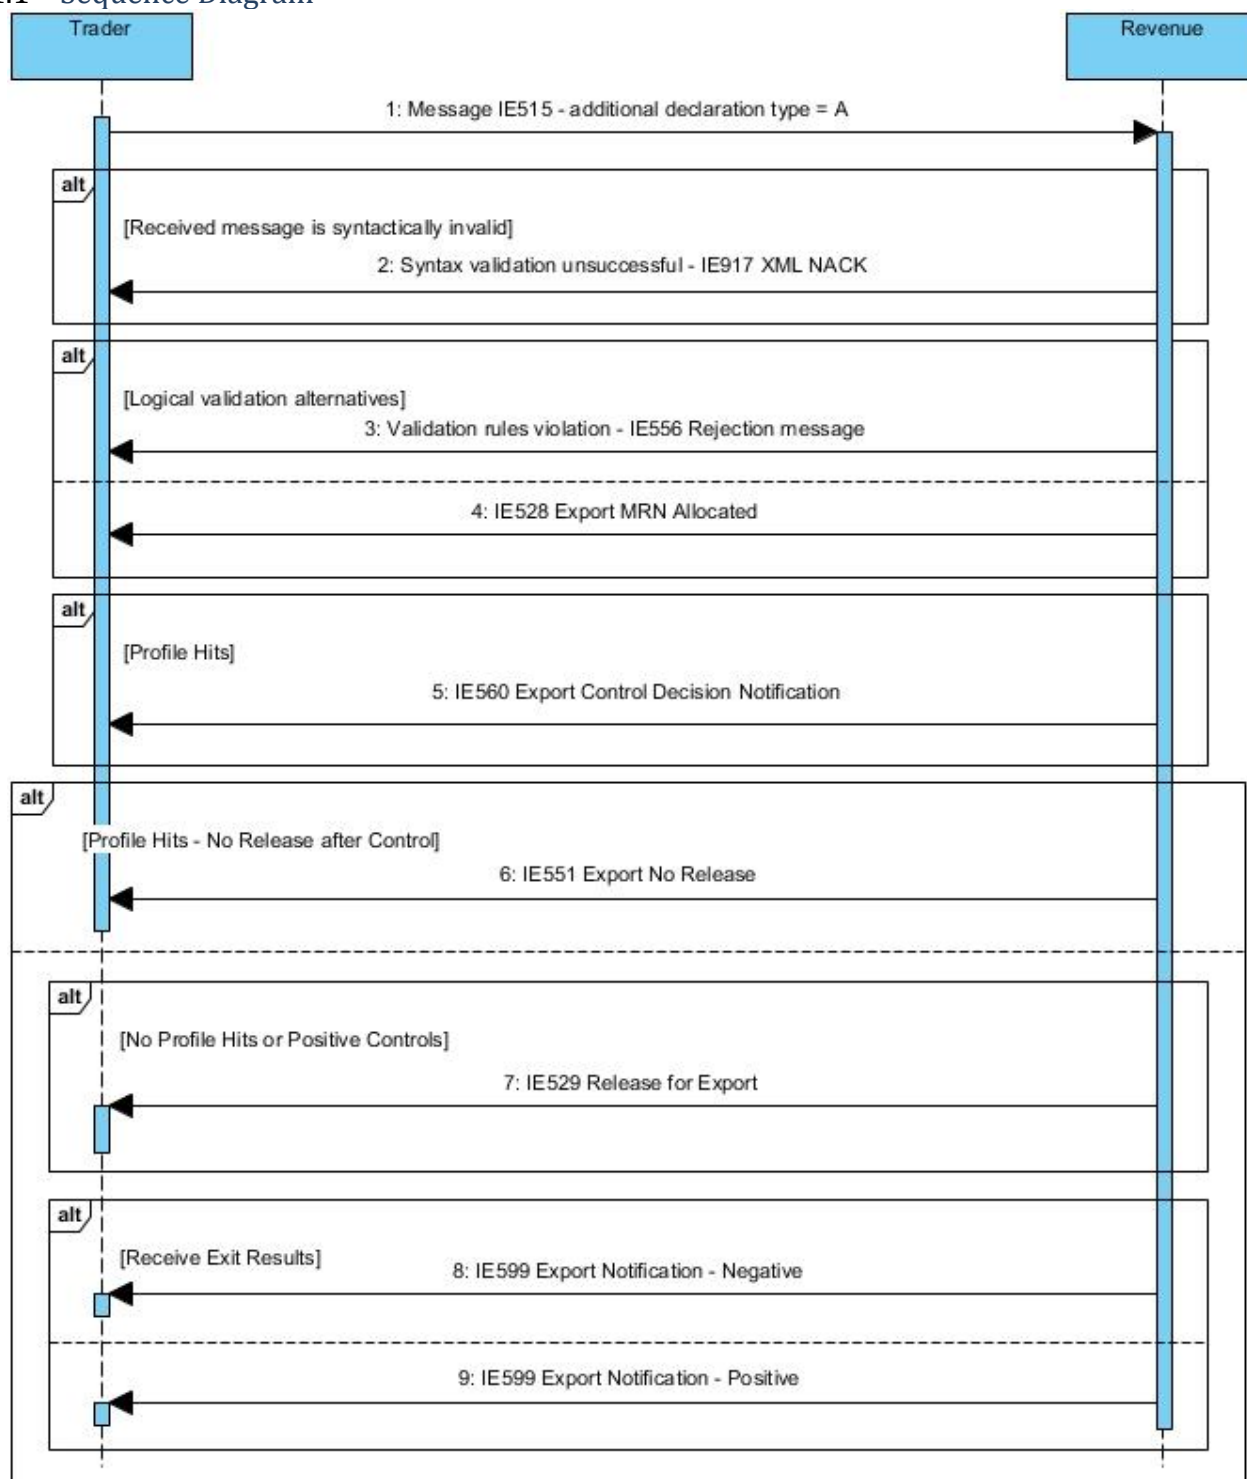 Sequence Diagram
Trader
Revenue
1: Message IE515 - additional declaration type = A
alt
[Received message is syntactically invalid]
2: Syntax validation unsuccessful - IE917 XML NACK
alt
[Logical validation alternatives]
3: Validation rules violation - IE556 Rejection message
4: IE528 Export MRN Allocated
alt
[Profile Hits]
5: IE560 Export Control Decision Notification
alt
[Profile Hits - No Release after Control]
6: IE551 Export No Release
alt
[No Profile Hits or Positive Controls]
7: IE529 Release for Export
alt
[Receive Exit Results]
8: IE599 Export Notification - Negative
9: IE599 Export Notification - Positive